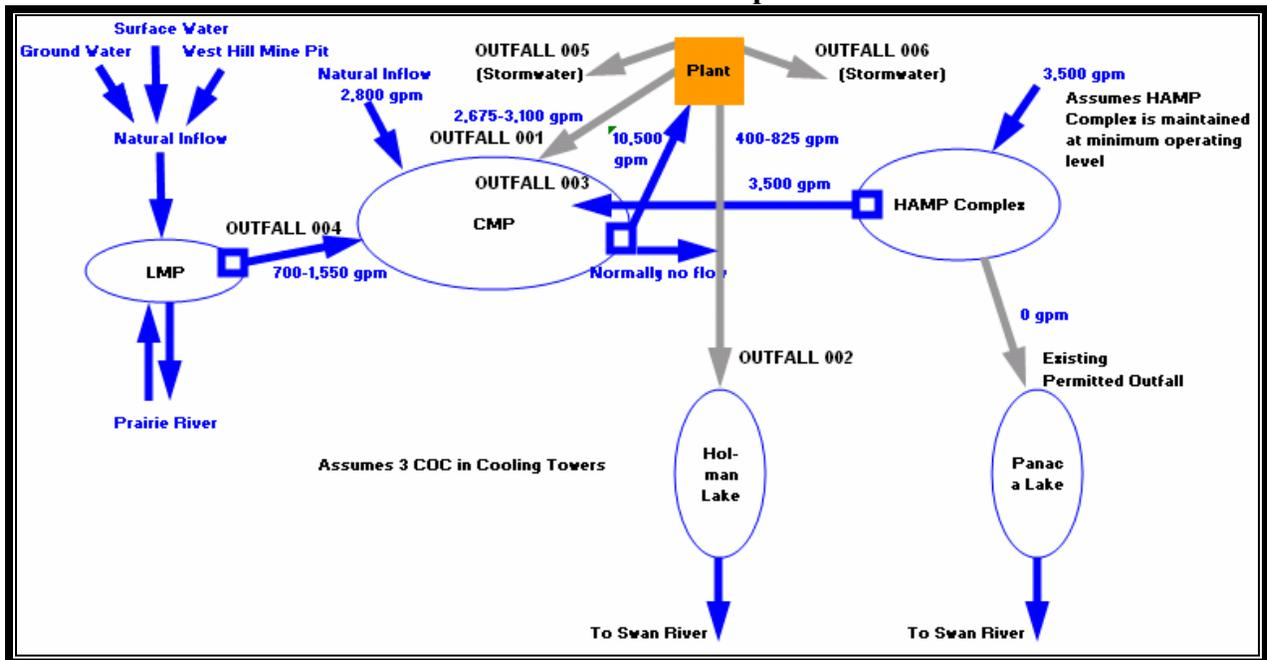 Surface Water
Ground Water
West Hill Mine Pit
Natural Inflow
Natural Inflow
2,800 gpm
OUTFALL 005
(Stormwater)
Plant
OUTFALL 006
(Stormwater)
3,500 gpm
Assumes HAMP
Complex is maintained
at minimum operating
level
2,675-3,100 gpm
OUTFALL 001
10,500
gpm
400-825 gpm
OUTFALL 003
3,500 gpm
CMP
HAMP Complex
OUTFALL 004
LMP
700-1,550 gpm
Normally no flow
0 gpm
OUTFALL 002
Existing
Permitted Outfall
Prairie River
Assumes 3 COC in Cooling Towers
Hol-
man
Lake
Panac
a Lake
To Swan River
To Swan River